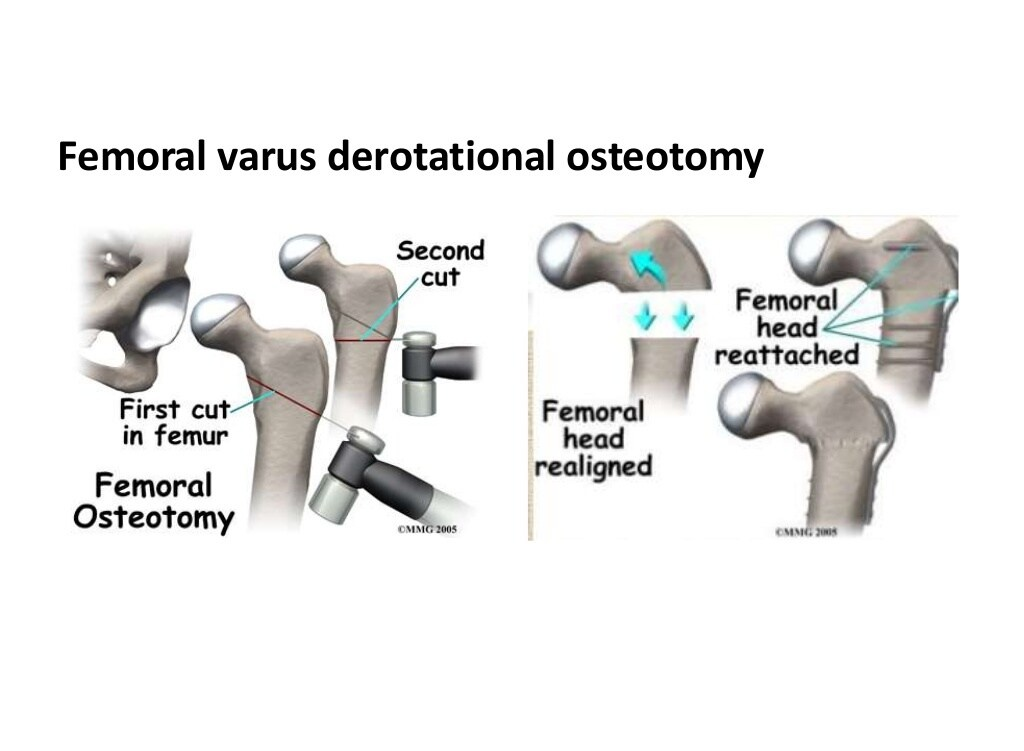 Femoral varus derotational osteotomy
Second
cut
First cut
in femur
Femoral
Osteotomy
©MMG 2005
Femoral
head
reattached
Femoral
head
realigned
©MMG 2005